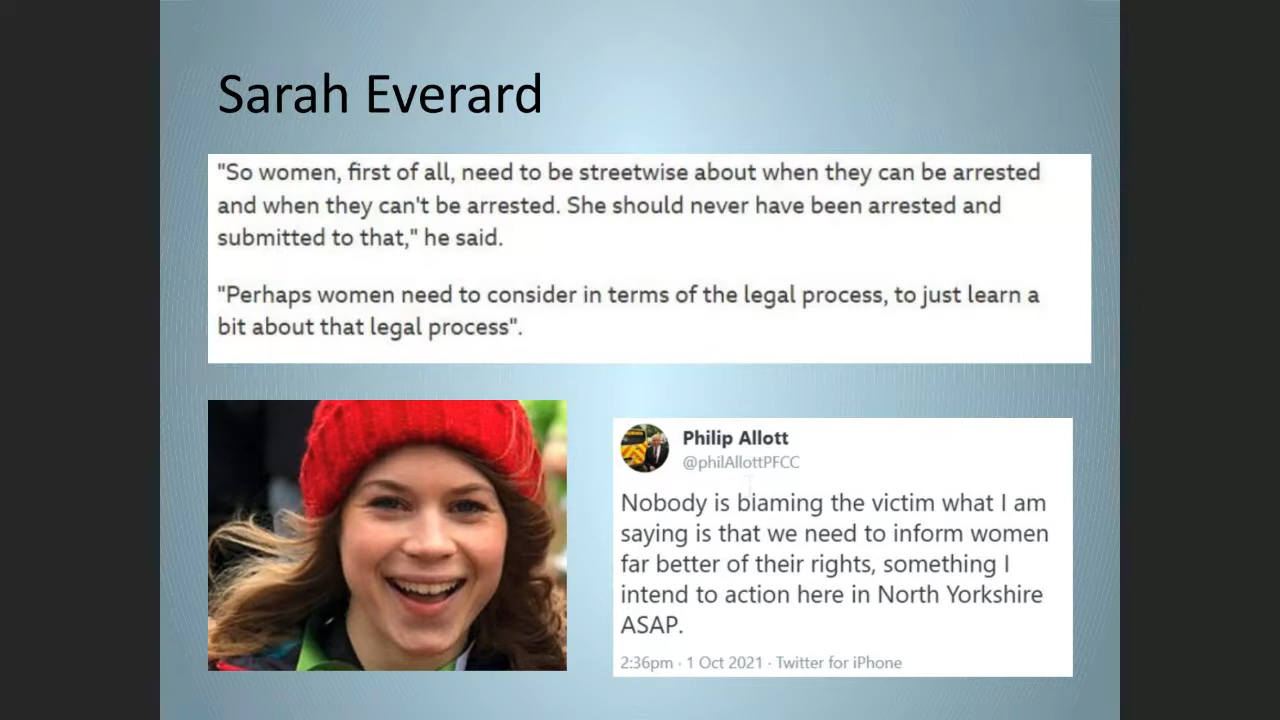 Sarah Everard
"So women, first of all, need to be streetwise about when they can be arrested
and when they can't be arrested. She should never have been arrested and
submitted to that," he said.
"Perhaps women need to consider in terms of the legal process, to just learn a
bit about that legal process".
Philip Allott
@philAllottPFCC
Nobody is blaming the victim what I am
saying is that we need to inform women
far better of their rights, something I
intend to action here in North Yorkshire
ASAP.
2:36pm · 1 Oct 2021 · Twitter for iPhone